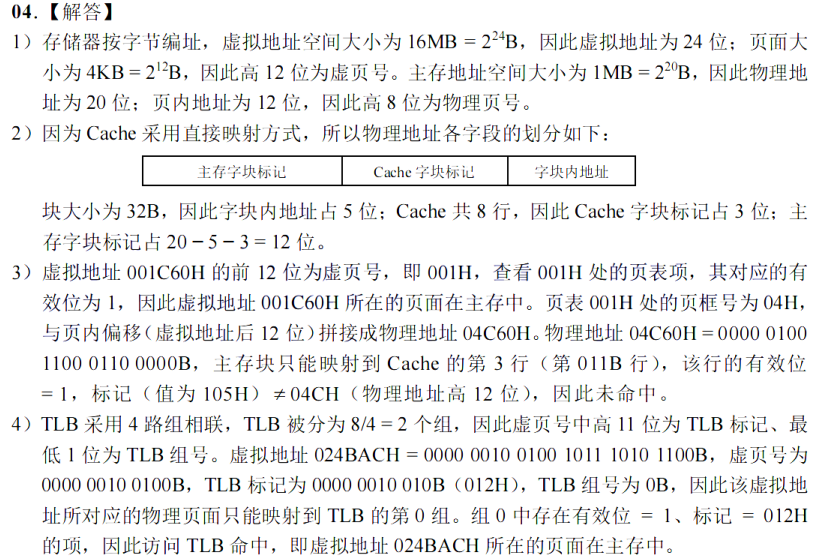 04.【解答】
1）存储器按字节编址，虚拟地址空间大小为 16MB = 2²⁴B，因此虚拟地址为 24 位；页面大
小为 4KB = 2¹²B，因此高 12 位为虚页号。主存地址空间大小为 1MB = 2²⁰B，因此物理地
址为 20 位；页内地址为 12 位，因此高 8 位为物理页号。
2）因为 Cache 采用直接映射方式，所以物理地址各字段的划分如下：
主存字块标记 Cache 字块标记 字块内地址
块大小为 32B，因此字块内地址占 5 位；Cache 共 8 行，因此 Cache 字块标记占 3 位；主
存字块标记占 20 − 5 − 3 = 12 位。
3）虚拟地址 001C60H 的前 12 位为虚页号，即 001H，查看 001H 处的页表项，其对应的有
效位为 1，因此虚拟地址 001C60H 所在的页面在主存中。页表 001H 处的页框号为 04H，
与页内偏移（虚拟地址后 12 位）拼接成物理地址 04C60H。物理地址 04C60H = 0000 0100
1100 0110 0000B，主存块只能映射到 Cache 的第 3 行（第 011B 行），该行的有效位
= 1，标记（值为 105H）≠ 04CH（物理地址高 12 位），因此未命中。
4）TLB 采用 4 路组相联，TLB 被分为 8/4 = 2 个组，因此虚页号中高 11 位为 TLB 标记、最
低 1 位为 TLB 组号。虚拟地址 024BACH = 0000 0010 0100 1011 1010 1100B，虚页号为
0000 0010 0100B，TLB 标记为 0000 0010 010B（012H），TLB 组号为 0B，因此该虚拟地
址所对应的物理页面只能映射到 TLB 的第 0 组。组 0 中存在有效位 = 1、标记 = 012H
的项，因此访问 TLB 命中，即虚拟地址 024BACH 所在的页面在主存中。